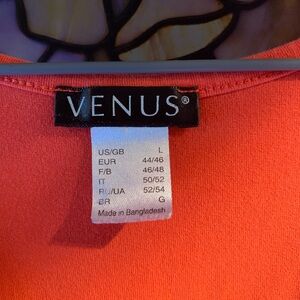 VENUS®
US/GB L
EUR 44/46
F/B 46/48
IT 50/52
RU/UA 52/54
BR G
Made in Bangladesh